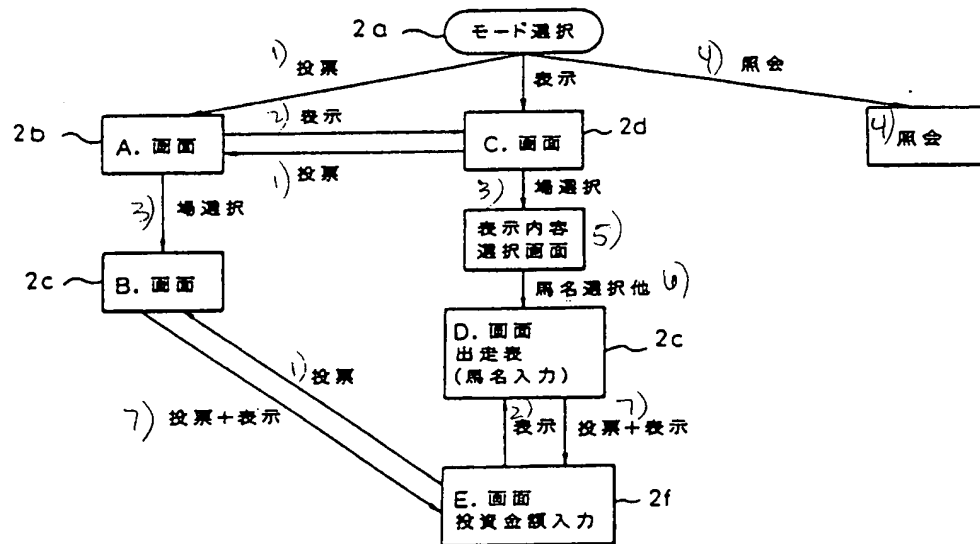 2a
モード選択
1) 投票
表示
4) 照会
2b
A. 画面
2) 表示
1) 投票
C. 画面
2d
4) 照会
3) 場選択
3) 場選択
表示内容
選択画面
5)
2c
B. 画面
馬名選択他 6)
D. 画面
出走表
(馬名入力)
2c
1) 投票
7) 投票+表示
2) 表示
7) 投票+表示
E. 画面
投資金額入力
2f